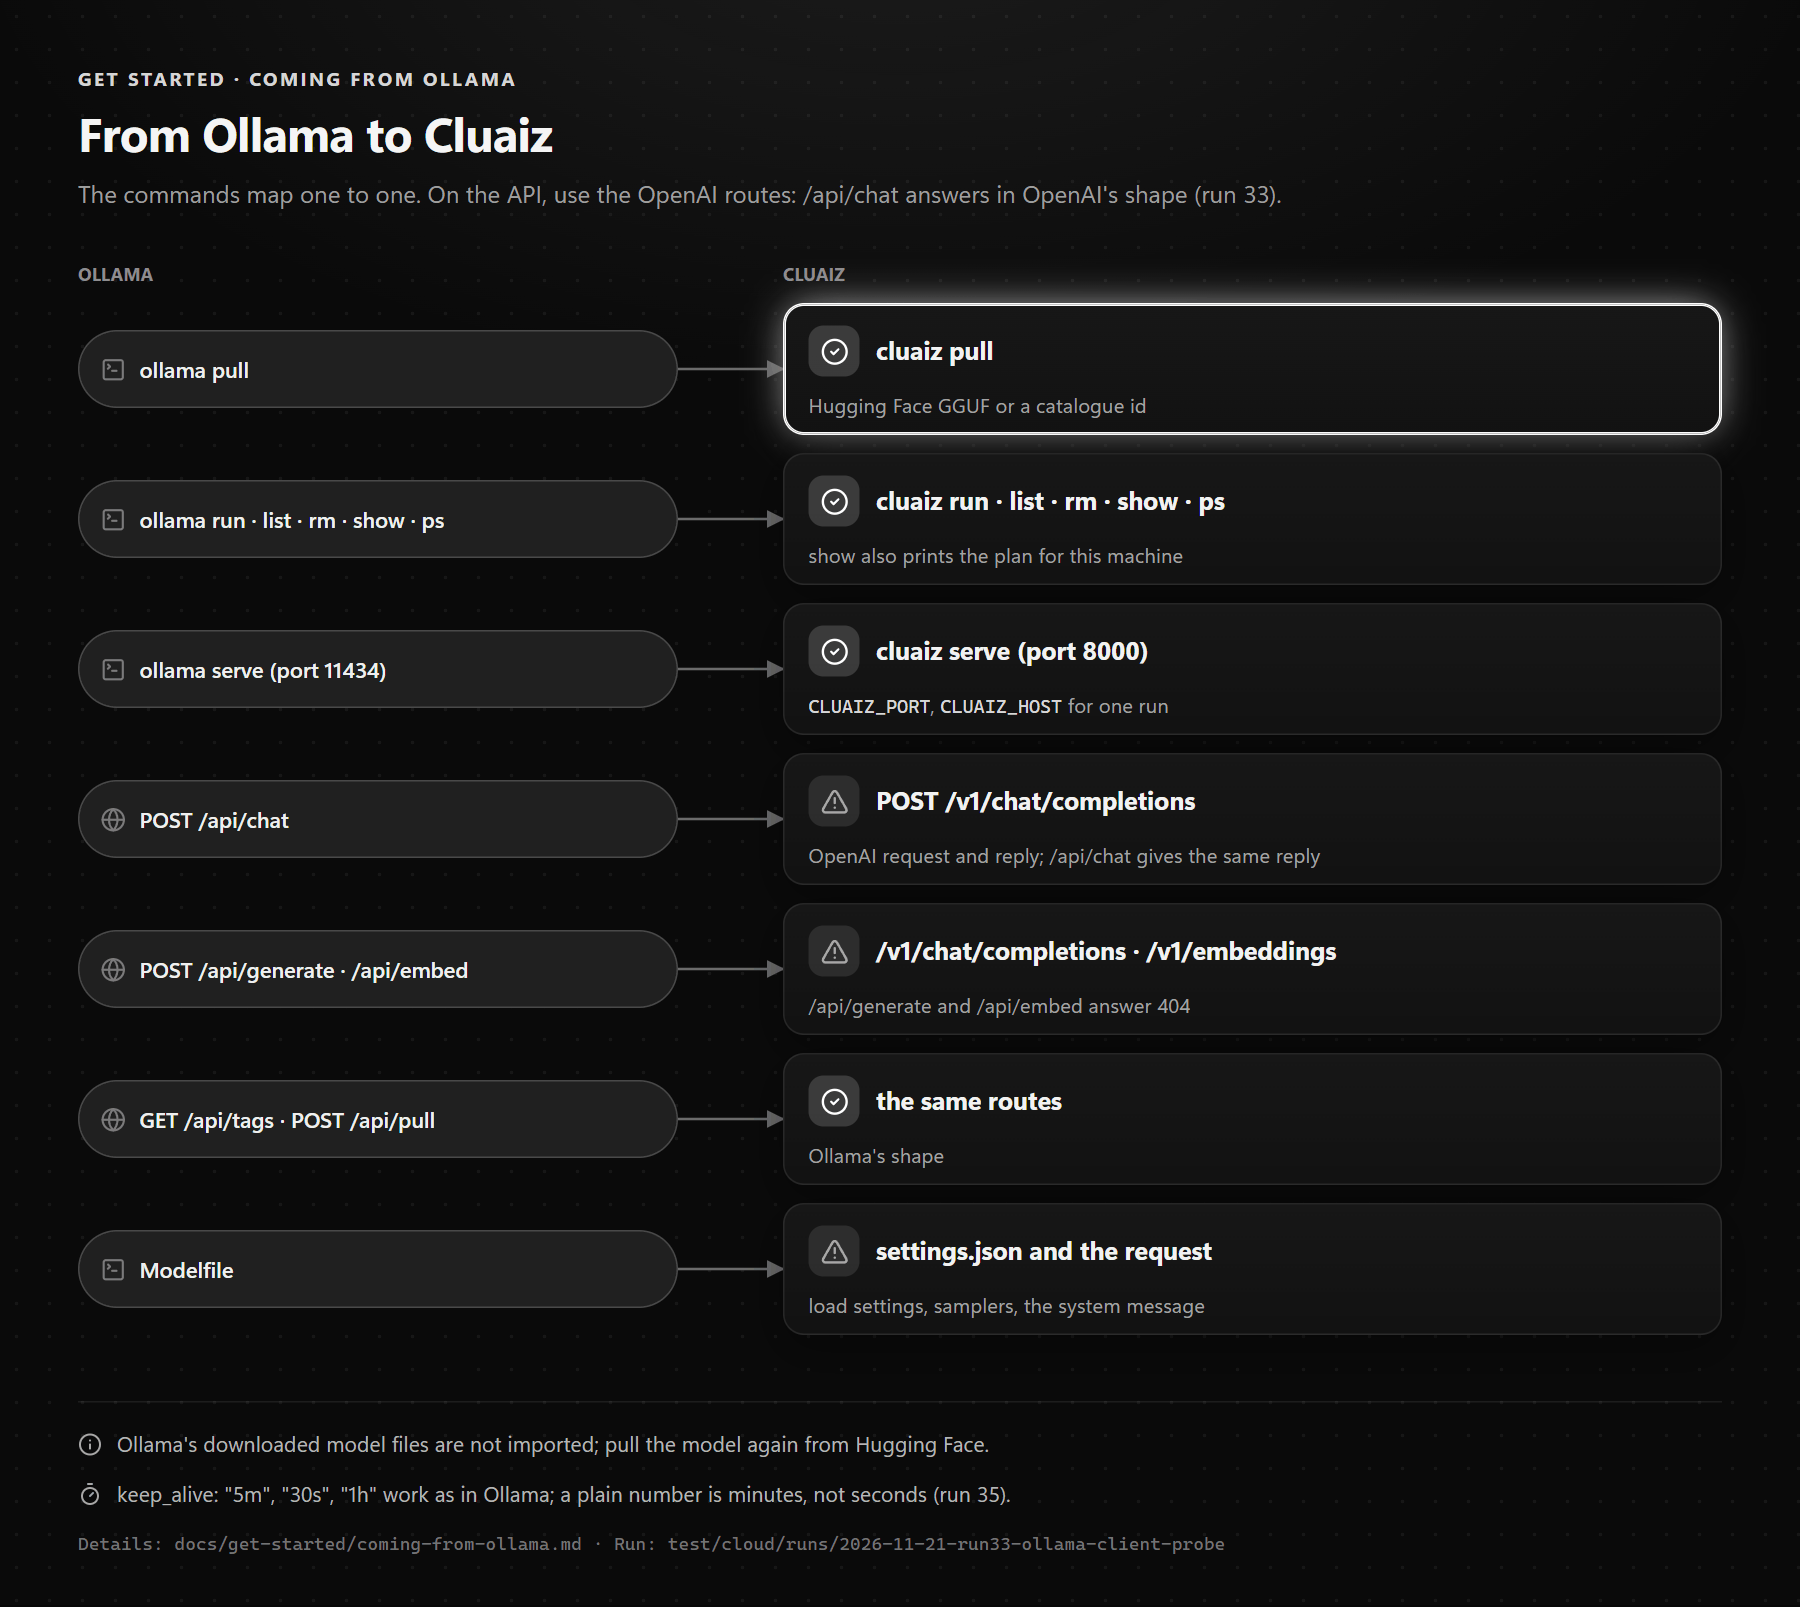 GET STARTED · COMING FROM OLLAMA
From Ollama to Cluaiz
The commands map one to one. On the API, use the OpenAI routes: /api/chat answers in OpenAI's shape (run 33).
OLLAMA
CLUAIZ
ollama pull
cluaiz pull
Hugging Face GGUF or a catalogue id
ollama run · list · rm · show · ps
cluaiz run · list · rm · show · ps
show also prints the plan for this machine
ollama serve (port 11434)
cluaiz serve (port 8000)
CLUAIZ_PORT, CLUAIZ_HOST for one run
POST /api/chat
POST /v1/chat/completions
OpenAI request and reply; /api/chat gives the same reply
POST /api/generate · /api/embed
/v1/chat/completions · /v1/embeddings
/api/generate and /api/embed answer 404
GET /api/tags · POST /api/pull
the same routes
Ollama's shape
Modelfile
settings.json and the request
load settings, samplers, the system message
Ollama's downloaded model files are not imported; pull the model again from Hugging Face.
keep_alive: "5m", "30s", "1h" work as in Ollama; a plain number is minutes, not seconds (run 35).
Details: docs/get-started/coming-from-ollama.md · Run: test/cloud/runs/2026-11-21-run33-ollama-client-probe